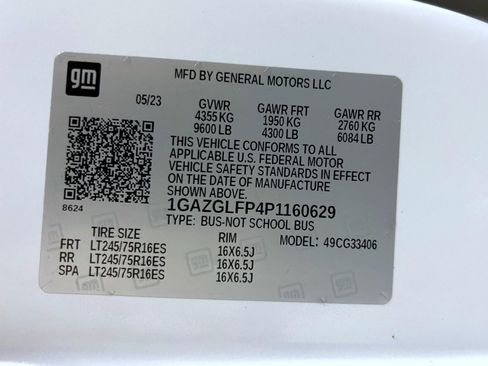 gm
MFD BY GENERAL MOTORS LLC
05/23 GVWR GAWR FRT GAWR RR
4355 KG 1950 KG 2760 KG
9600 LB 4300 LB 6084 LB
THIS VEHICLE CONFORMS TO ALL
APPLICABLE U.S. FEDERAL MOTOR
VEHICLE SAFETY STANDARDS IN EFFECT
ON THE DATE OF MANUFACTURE
SHOWN ABOVE.
8624 1GAZGLFP4P1160629
TYPE: BUS-NOT SCHOOL BUS
TIRE SIZE RIM MODEL: 49CG33406
FRT LT245/75R16ES 16X6.5J
RR LT245/75R16ES 16X6.5J
SPA LT245/75R16ES 16X6.5J